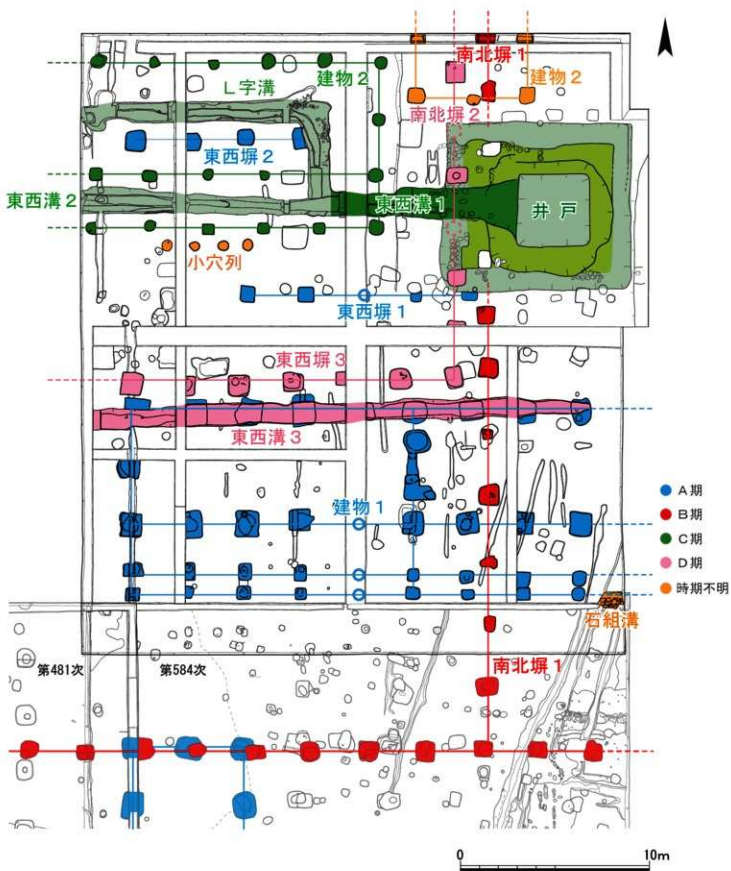 南北塀1
建物2
L字溝
建物2
南北塀2
東西塀2
東西溝2
東西溝1
井戸
小穴列
東西塀1
東西塀3
東西溝3
建物1
A期
B期
C期
D期
時期不明
石組溝
第481次
第584次
南北塀1
0
10m